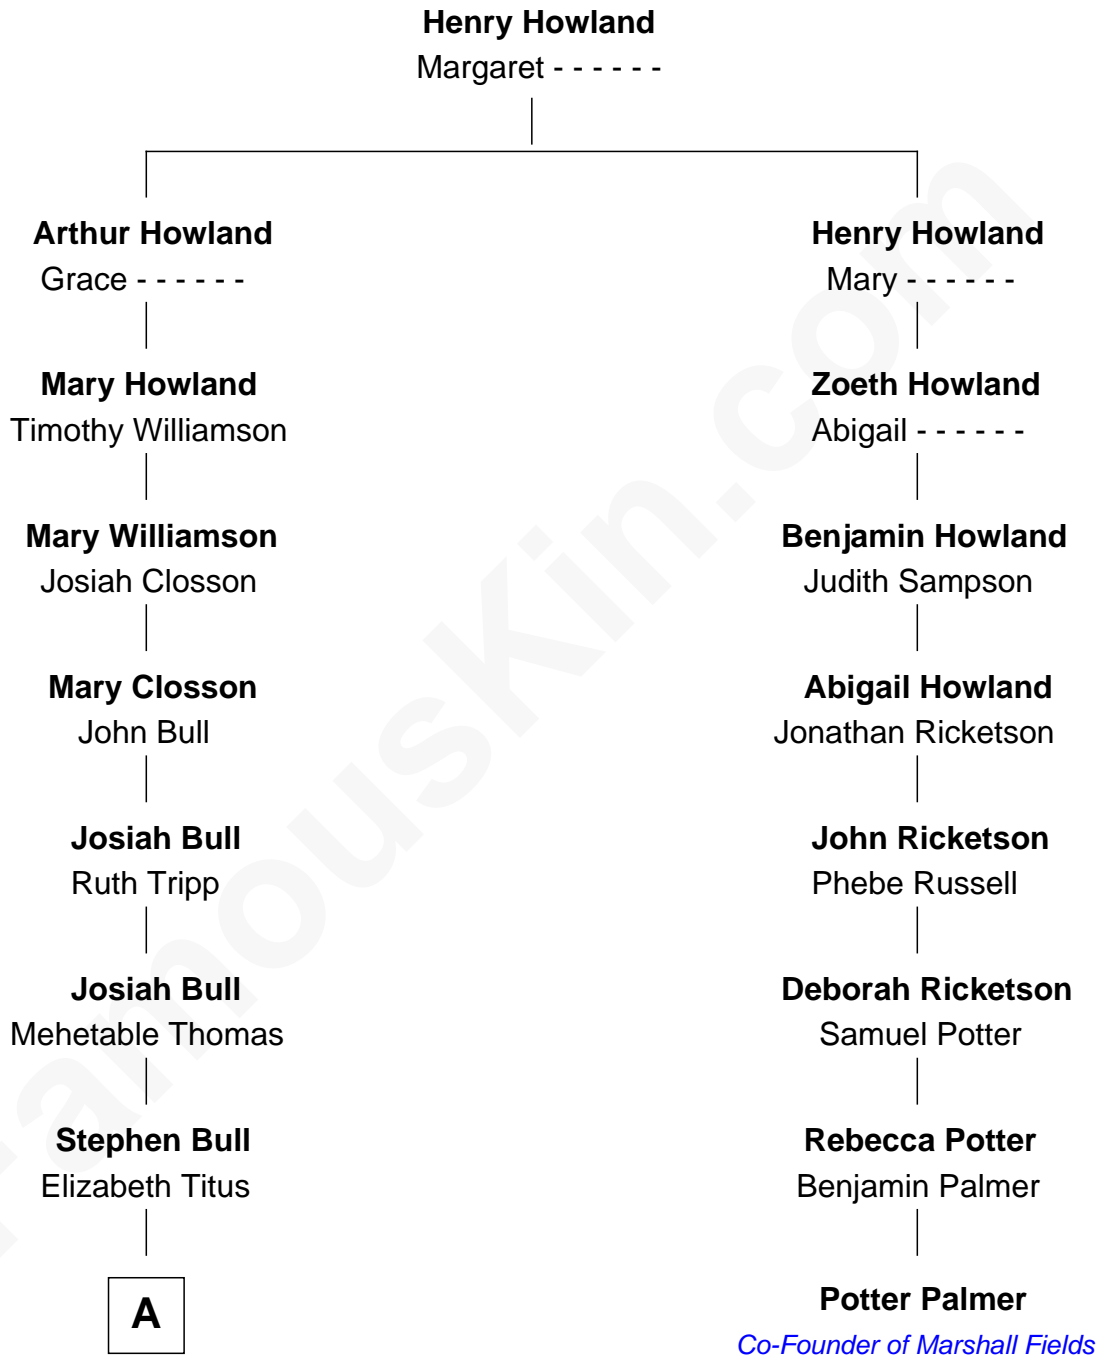 Henry Howland
Margaret - - - - - -
Arthur Howland
Grace - - - - - -
Henry Howland
Mary - - - - - -
Mary Howland
Timothy Williamson
Zoeth Howland
Abigail - - - - - -
Mary Williamson
Josiah Closson
Benjamin Howland
Judith Sampson
Mary Closson
John Bull
Abigail Howland
Jonathan Ricketson
Josiah Bull
Ruth Tripp
John Ricketson
Phebe Russell
Josiah Bull
Mehetable Thomas
Deborah Ricketson
Samuel Potter
Stephen Bull
Elizabeth Titus
Rebecca Potter
Benjamin Palmer
A
Potter Palmer
Co-Founder of Marshall Fields
FamousKin.com